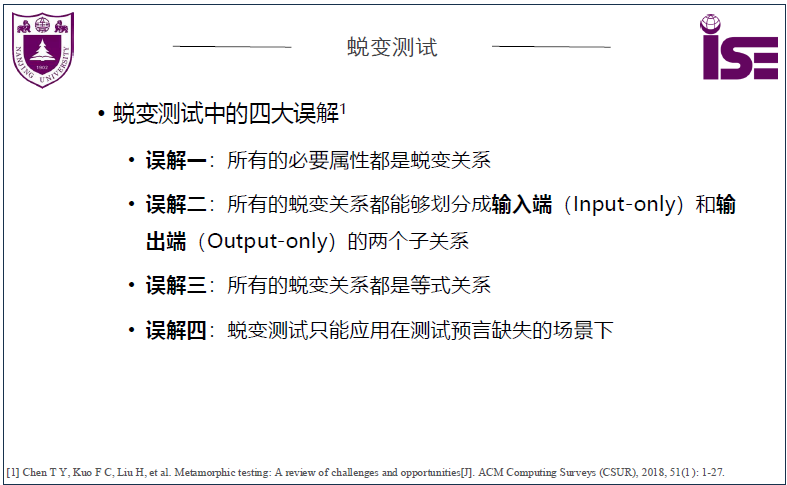 蜕变测试
NANJING UNIVERSITY
1902
iSE
• 蜕变测试中的四大误解1
• 误解一：所有的必要属性都是蜕变关系
• 误解二：所有的蜕变关系都能够划分成输入端（Input-only）和输
出端（Output-only）的两个子关系
• 误解三：所有的蜕变关系都是等式关系
• 误解四：蜕变测试只能应用在测试预言缺失的场景下
[1] Chen T Y, Kuo F C, Liu H, et al. Metamorphic testing: A review of challenges and opportunities[J]. ACM Computing Surveys (CSUR), 2018, 51(1): 1-27.